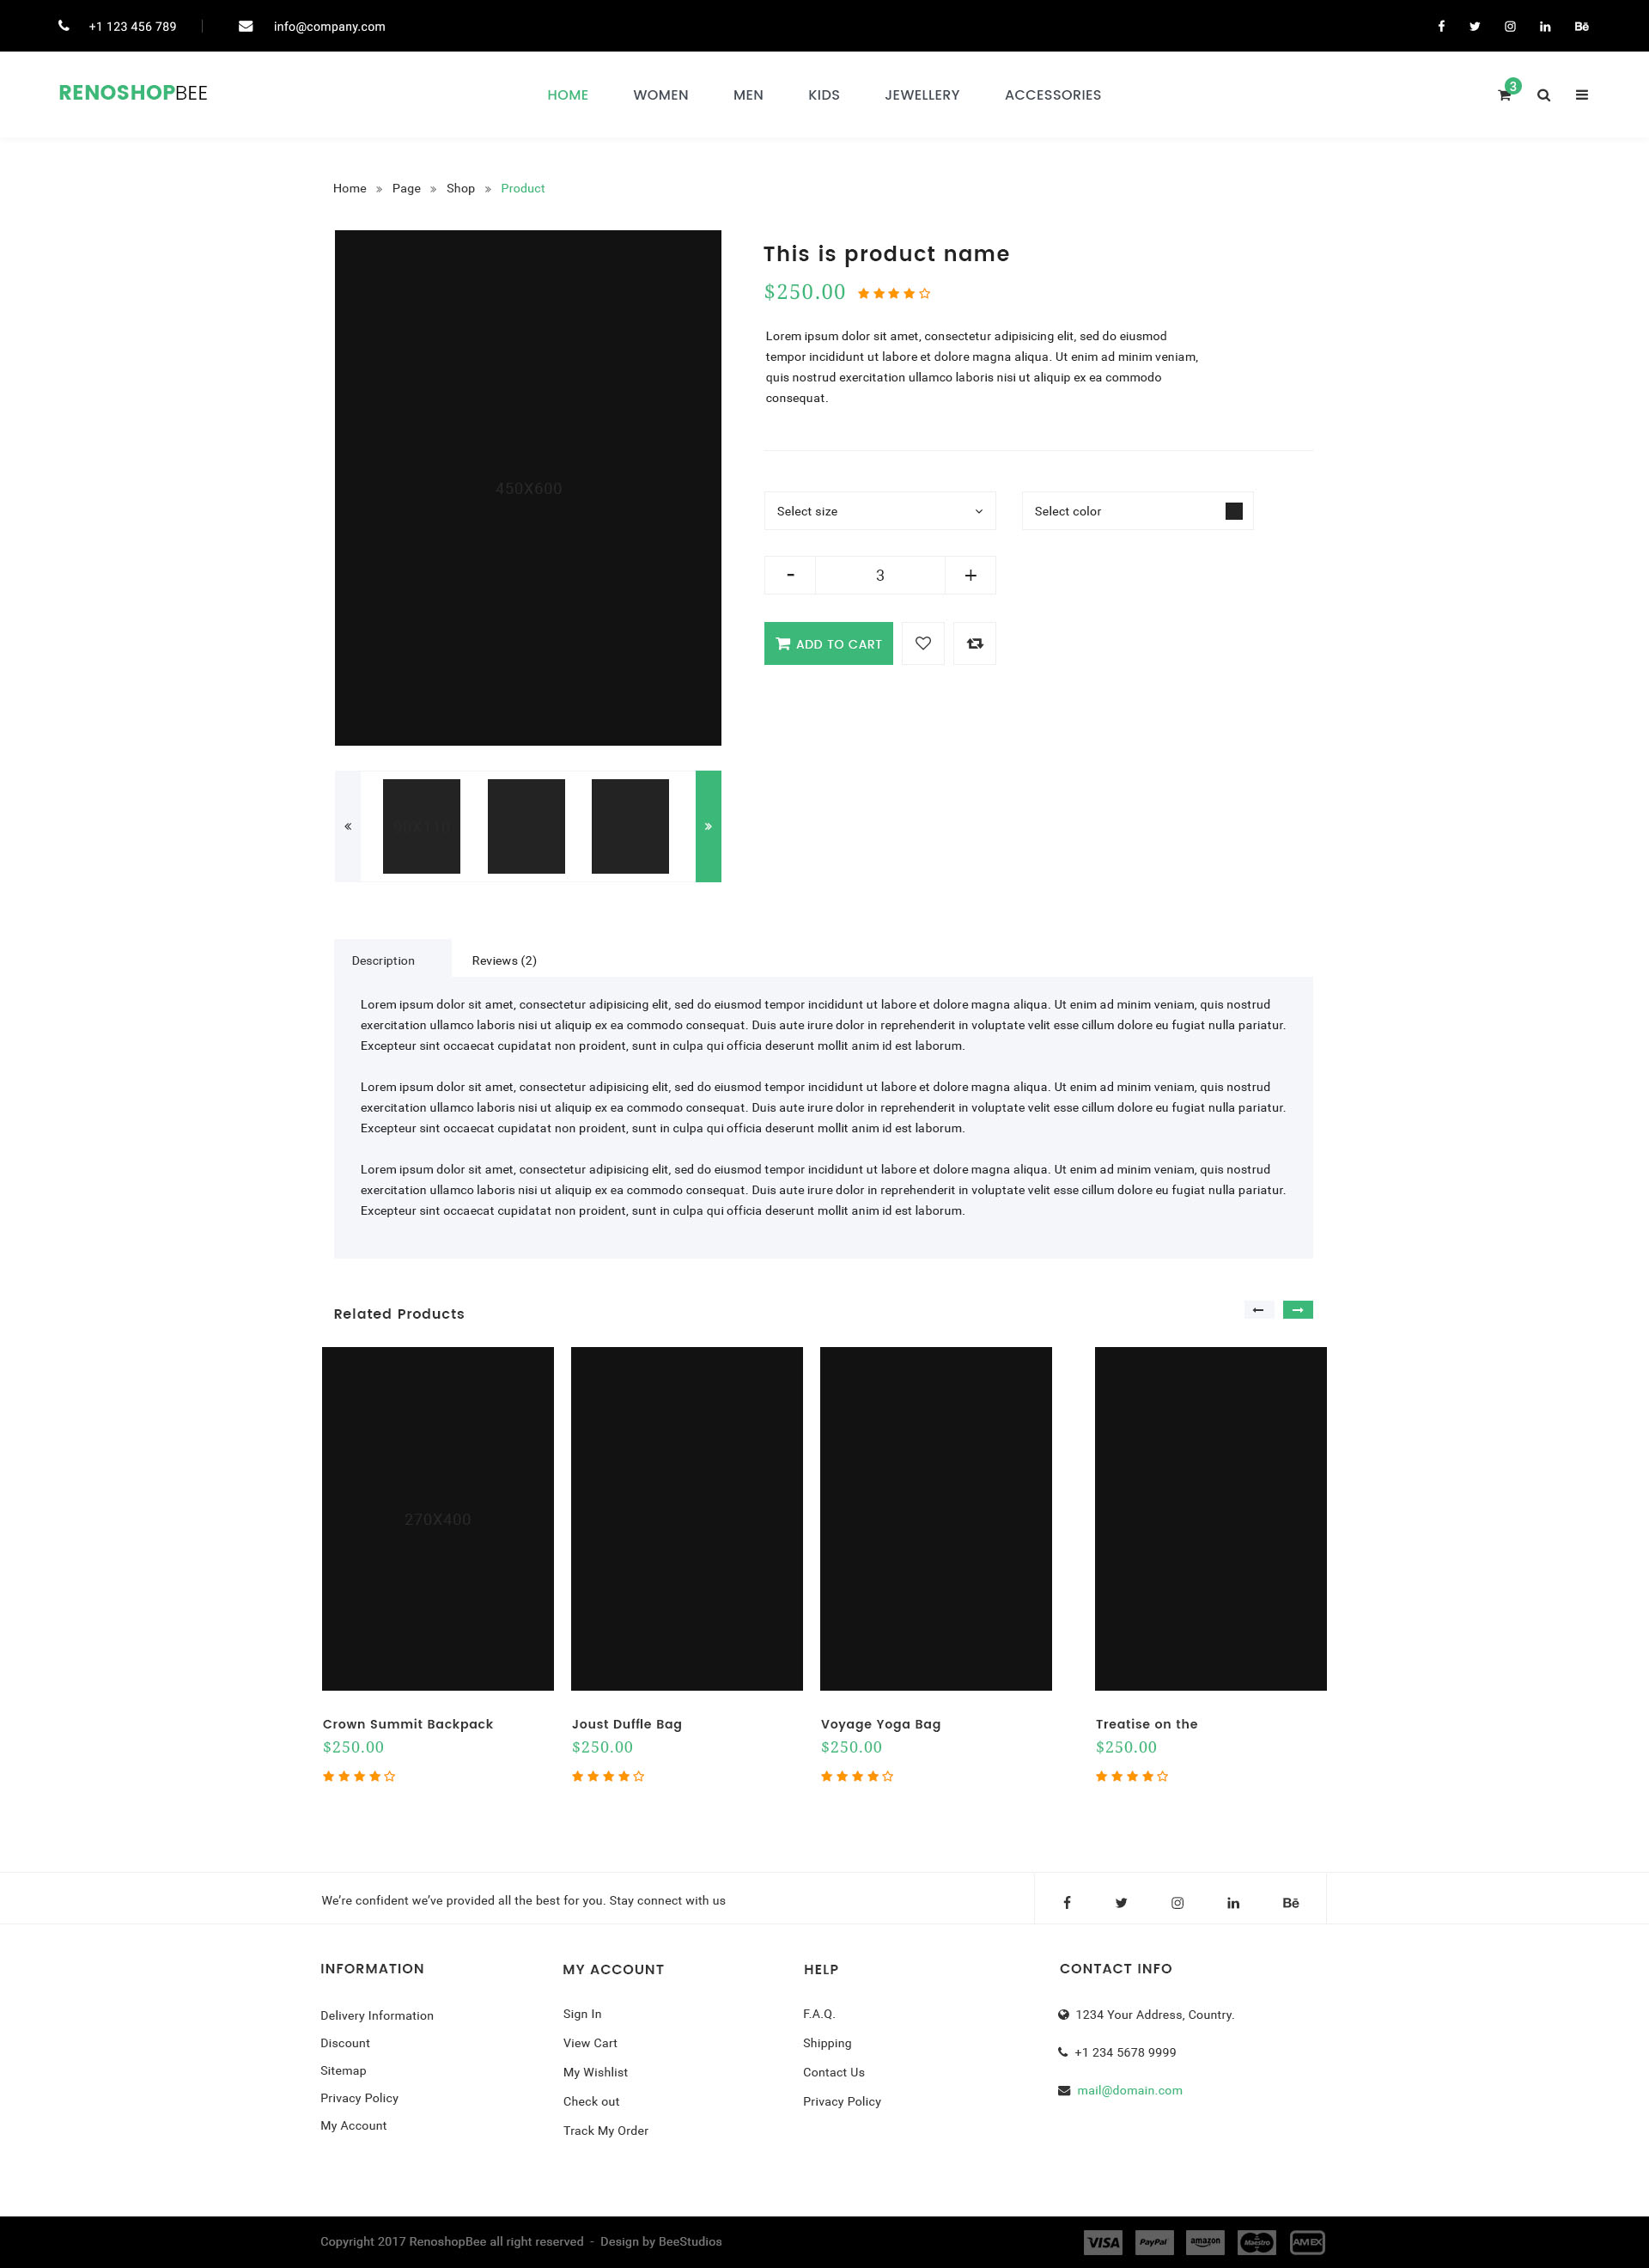 +1 123 456 789 info@company.com
RENOSHOPBEE HOME WOMEN MEN KIDS JEWELLERY ACCESSORIES 3
Home » Page » Shop » Product
This is product name
$250.00
Lorem ipsum dolor sit amet, consectetur adipisicing elit, sed do eiusmod
tempor incididunt ut labore et dolore magna aliqua. Ut enim ad minim veniam,
quis nostrud exercitation ullamco laboris nisi ut aliquip ex ea commodo
consequat.
450X600
Select size Select color
- 3 +
ADD TO CART
Description Reviews (2)
Lorem ipsum dolor sit amet, consectetur adipisicing elit, sed do eiusmod tempor incididunt ut labore et dolore magna aliqua. Ut enim ad minim veniam, quis nostrud
exercitation ullamco laboris nisi ut aliquip ex ea commodo consequat. Duis aute irure dolor in reprehenderit in voluptate velit esse cillum dolore eu fugiat nulla pariatur.
Excepteur sint occaecat cupidatat non proident, sunt in culpa qui officia deserunt mollit anim id est laborum.
Lorem ipsum dolor sit amet, consectetur adipisicing elit, sed do eiusmod tempor incididunt ut labore et dolore magna aliqua. Ut enim ad minim veniam, quis nostrud
exercitation ullamco laboris nisi ut aliquip ex ea commodo consequat. Duis aute irure dolor in reprehenderit in voluptate velit esse cillum dolore eu fugiat nulla pariatur.
Excepteur sint occaecat cupidatat non proident, sunt in culpa qui officia deserunt mollit anim id est laborum.
Lorem ipsum dolor sit amet, consectetur adipisicing elit, sed do eiusmod tempor incididunt ut labore et dolore magna aliqua. Ut enim ad minim veniam, quis nostrud
exercitation ullamco laboris nisi ut aliquip ex ea commodo consequat. Duis aute irure dolor in reprehenderit in voluptate velit esse cillum dolore eu fugiat nulla pariatur.
Excepteur sint occaecat cupidatat non proident, sunt in culpa qui officia deserunt mollit anim id est laborum.
Related Products
270X400
Crown Summit Backpack
$250.00
Joust Duffle Bag
$250.00
Voyage Yoga Bag
$250.00
Treatise on the
$250.00
We’re confident we’ve provided all the best for you. Stay connect with us
INFORMATION
Delivery Information
Discount
Sitemap
Privacy Policy
My Account
MY ACCOUNT
Sign In
View Cart
My Wishlist
Check out
Track My Order
HELP
F.A.Q.
Shipping
Contact Us
Privacy Policy
CONTACT INFO
1234 Your Address, Country.
+1 234 5678 9999
mail@domain.com
Copyright 2017 RenoshopBee all right reserved - Design by BeeStudios
VISA PayPal amazon Maestro AMEX